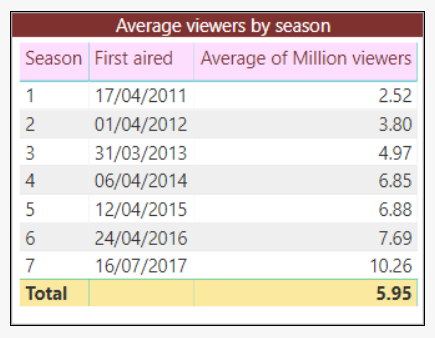 Average viewers by season
Season First aired Average of Million viewers
1 17/04/2011 2.52
2 01/04/2012 3.80
3 31/03/2013 4.97
4 06/04/2014 6.85
5 12/04/2015 6.88
6 24/04/2016 7.69
7 16/07/2017 10.26
Total 5.95